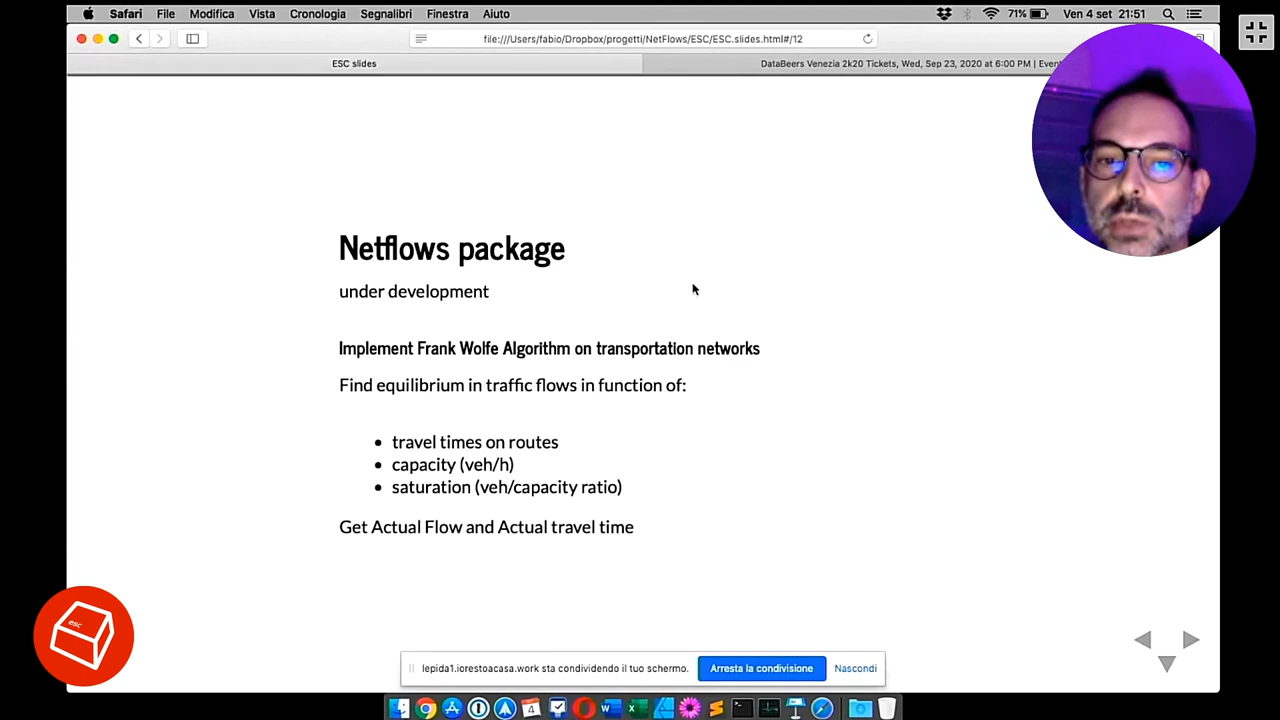 Safari File Modifica Vista Cronologia Segnalibri Finestra Aiuto 71% Ven 4 set 21:51
file:///Users/fabio/Dropbox/progetti/NetFlows/ESC/ESC.slides.html#/12
ESC slides DataBeers Venezia 2k20 Tickets, Wed, Sep 23, 2020 at 6:00 PM | Event
Netflows package
under development
Implement Frank Wolfe Algorithm on transportation networks
Find equilibrium in traffic flows in function of:
• travel times on routes
• capacity (veh/h)
• saturation (veh/capacity ratio)
Get Actual Flow and Actual travel time
esc
lepida1.iorestoacasa.work sta condividendo il tuo schermo. Arresta la condivisione Nascondi
4